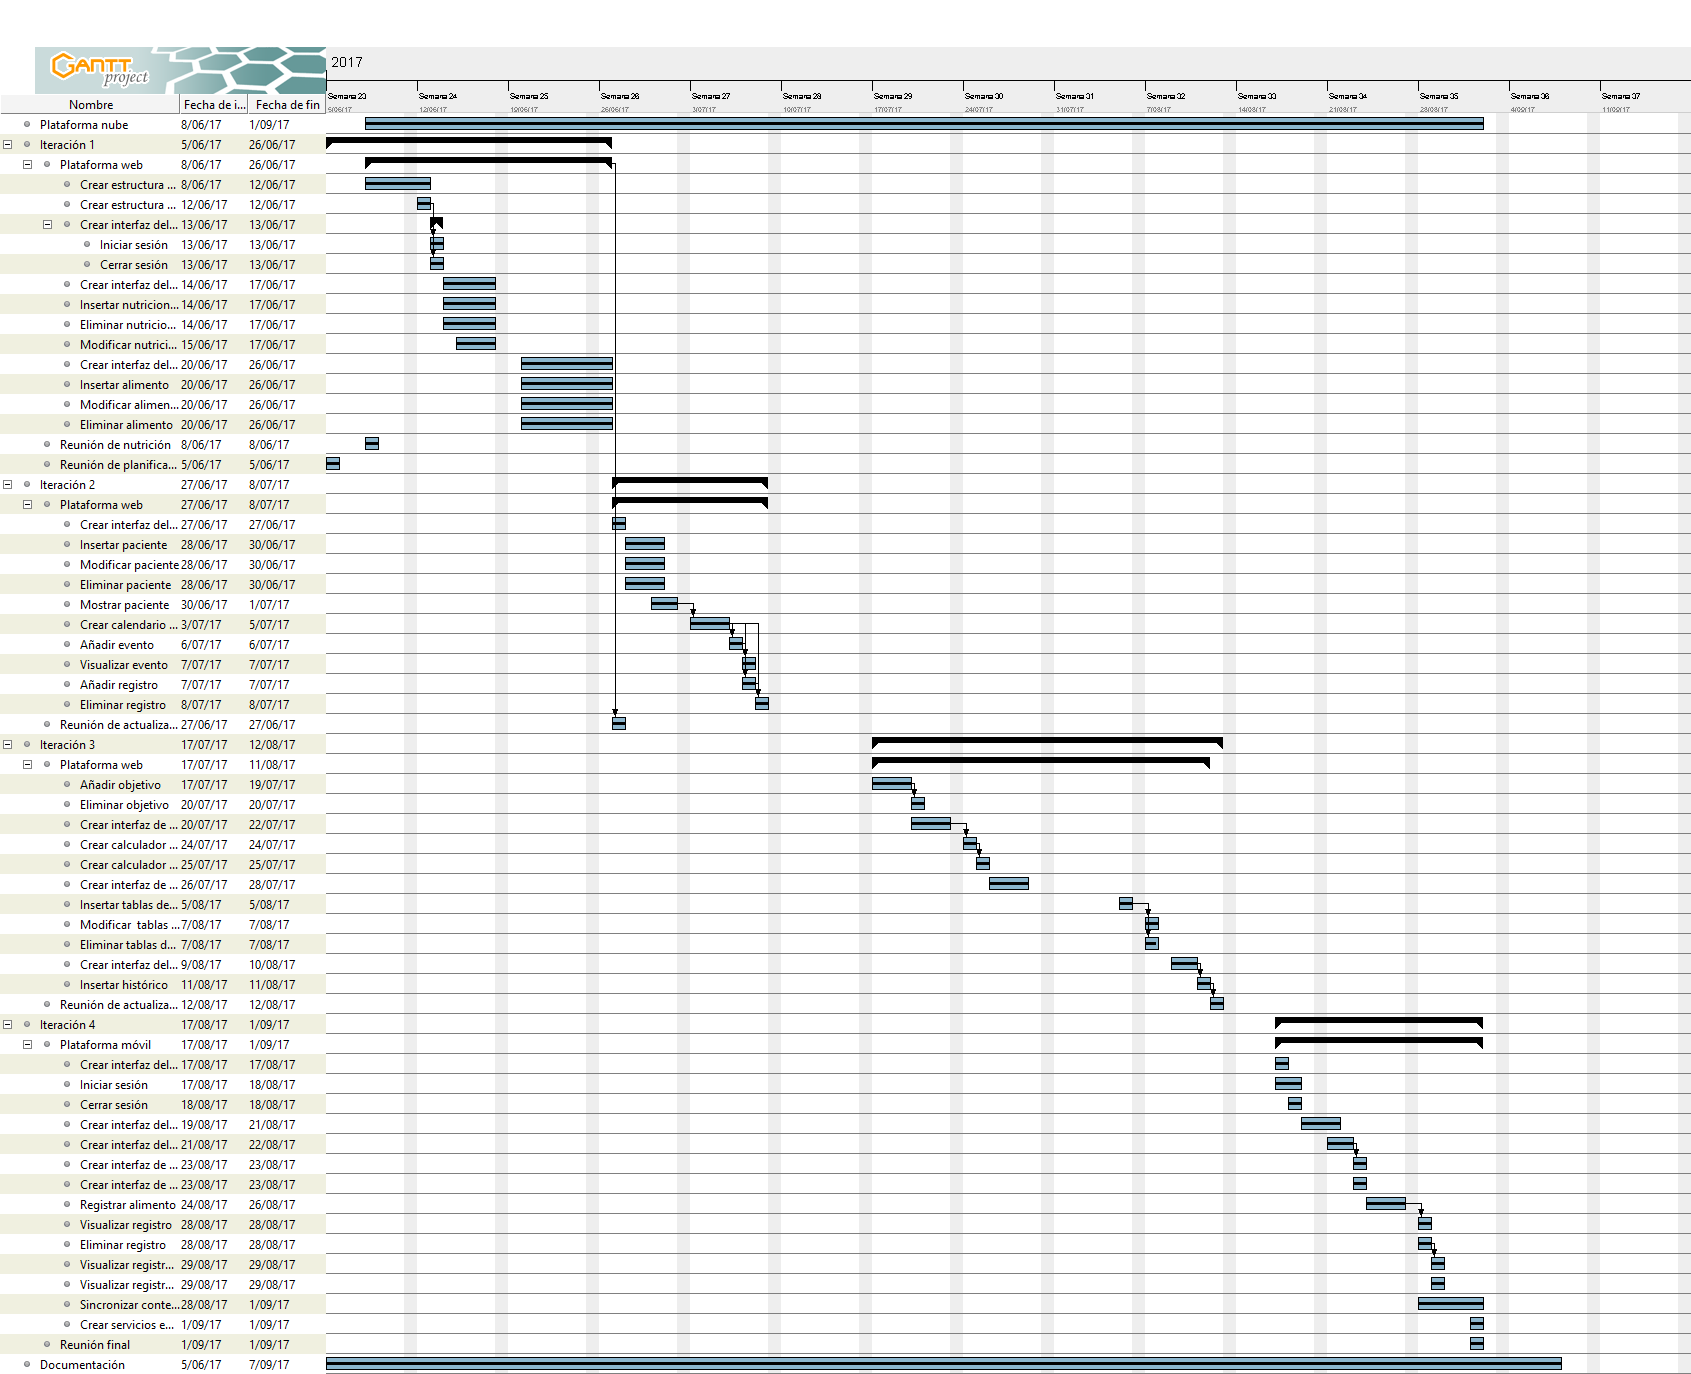 GANTT project
2017
Semana 23 Semana 24 Semana 25 Semana 26 Semana 27 Semana 28 Semana 29 Semana 30 Semana 31 Semana 32 Semana 33 Semana 34 Semana 35 Semana 36 Semana 37
5/06/17 12/06/17 19/06/17 26/06/17 3/07/17 10/07/17 17/07/17 24/07/17 31/07/17 7/08/17 14/08/17 21/08/17 28/08/17 4/09/17 11/09/17
Nombre Fecha de i... Fecha de fin
Plataforma nube 8/06/17 1/09/17
Iteración 1 5/06/17 26/06/17
Plataforma web 8/06/17 26/06/17
Crear estructura ... 8/06/17 12/06/17
Crear estructura ... 12/06/17 12/06/17
Crear interfaz del... 13/06/17 13/06/17
Iniciar sesión 13/06/17 13/06/17
Cerrar sesión 13/06/17 13/06/17
Crear interfaz del... 14/06/17 17/06/17
Insertar nutricion... 14/06/17 17/06/17
Eliminar nutricio... 14/06/17 17/06/17
Modificar nutrici... 15/06/17 17/06/17
Crear interfaz del... 20/06/17 26/06/17
Insertar alimento 20/06/17 26/06/17
Modificar alimen... 20/06/17 26/06/17
Eliminar alimento 20/06/17 26/06/17
Reunión de nutrición 8/06/17 8/06/17
Reunión de planifica... 5/06/17 5/06/17
Iteración 2 27/06/17 8/07/17
Plataforma web 27/06/17 8/07/17
Crear interfaz del... 27/06/17 27/06/17
Insertar paciente 28/06/17 30/06/17
Modificar paciente 28/06/17 30/06/17
Eliminar paciente 28/06/17 30/06/17
Mostrar paciente 30/06/17 1/07/17
Crear calendario ... 3/07/17 5/07/17
Añadir evento 6/07/17 6/07/17
Visualizar evento 7/07/17 7/07/17
Añadir registro 7/07/17 7/07/17
Eliminar registro 8/07/17 8/07/17
Reunión de actualiza... 27/06/17 27/06/17
Iteración 3 17/07/17 12/08/17
Plataforma web 17/07/17 11/08/17
Añadir objetivo 17/07/17 19/07/17
Eliminar objetivo 20/07/17 20/07/17
Crear interfaz de ... 20/07/17 22/07/17
Crear calculador ... 24/07/17 24/07/17
Crear calculador ... 25/07/17 25/07/17
Crear interfaz de ... 26/07/17 28/07/17
Insertar tablas de... 5/08/17 5/08/17
Modificar  tablas ... 7/08/17 7/08/17
Eliminar tablas d... 7/08/17 7/08/17
Crear interfaz del... 9/08/17 10/08/17
Insertar histórico 11/08/17 11/08/17
Reunión de actualiza... 12/08/17 12/08/17
Iteración 4 17/08/17 1/09/17
Plataforma móvil 17/08/17 1/09/17
Crear interfaz del... 17/08/17 17/08/17
Iniciar sesión 17/08/17 18/08/17
Cerrar sesión 18/08/17 18/08/17
Crear interfaz del... 19/08/17 21/08/17
Crear interfaz del... 21/08/17 22/08/17
Crear interfaz de ... 23/08/17 23/08/17
Crear interfaz de ... 23/08/17 23/08/17
Registrar alimento 24/08/17 26/08/17
Visualizar registro 28/08/17 28/08/17
Eliminar registro 28/08/17 28/08/17
Visualizar registr... 29/08/17 29/08/17
Visualizar registr... 29/08/17 29/08/17
Sincronizar conte... 28/08/17 1/09/17
Crear servicios e... 1/09/17 1/09/17
Reunión final 1/09/17 1/09/17
Documentación 5/06/17 7/09/17